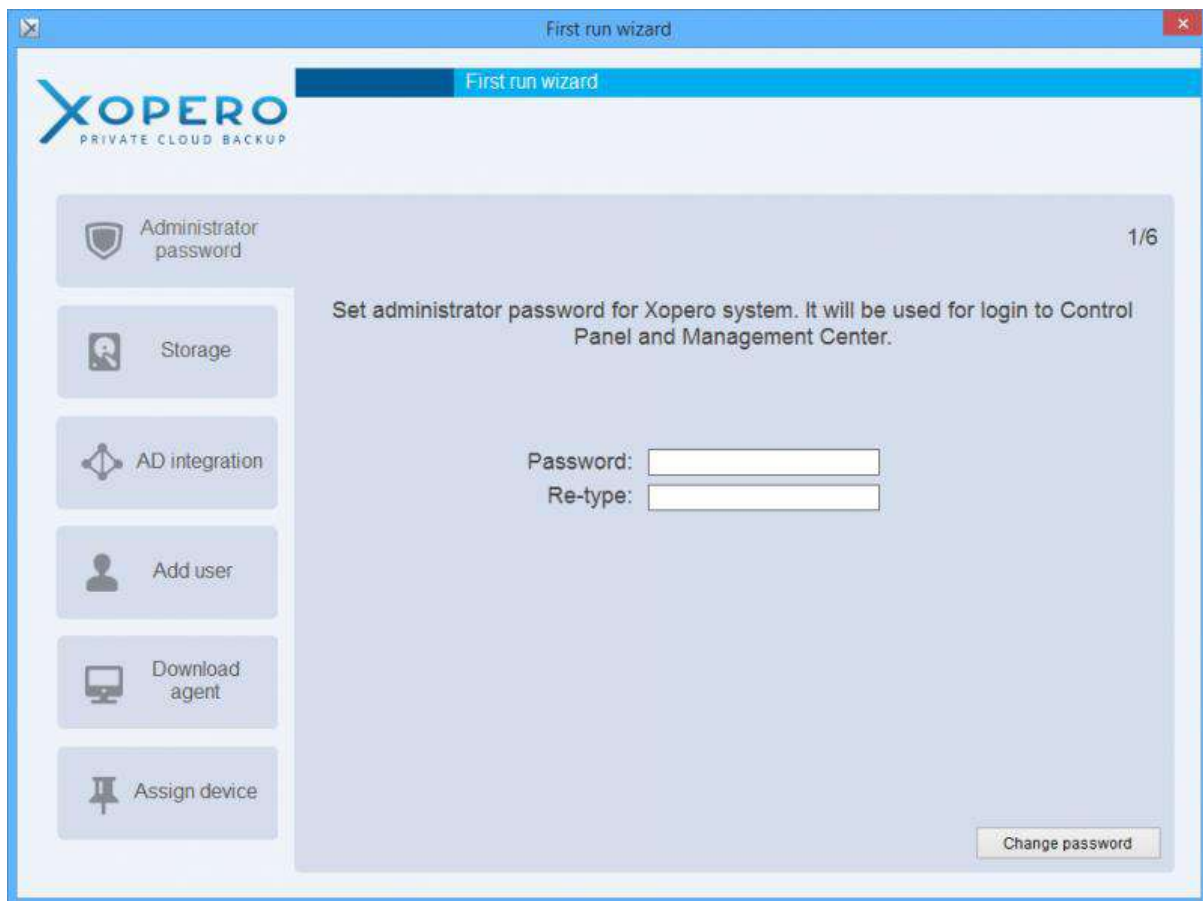 First run wizard
First run wizard
XOPERO
PRIVATE CLOUD BACKUP
Administrator
password
1/6
Set administrator password for Xopero system. It will be used for login to Control
Panel and Management Center.
Storage
AD integration
Password:
Re-type:
Add user
Download
agent
Assign device
Change password